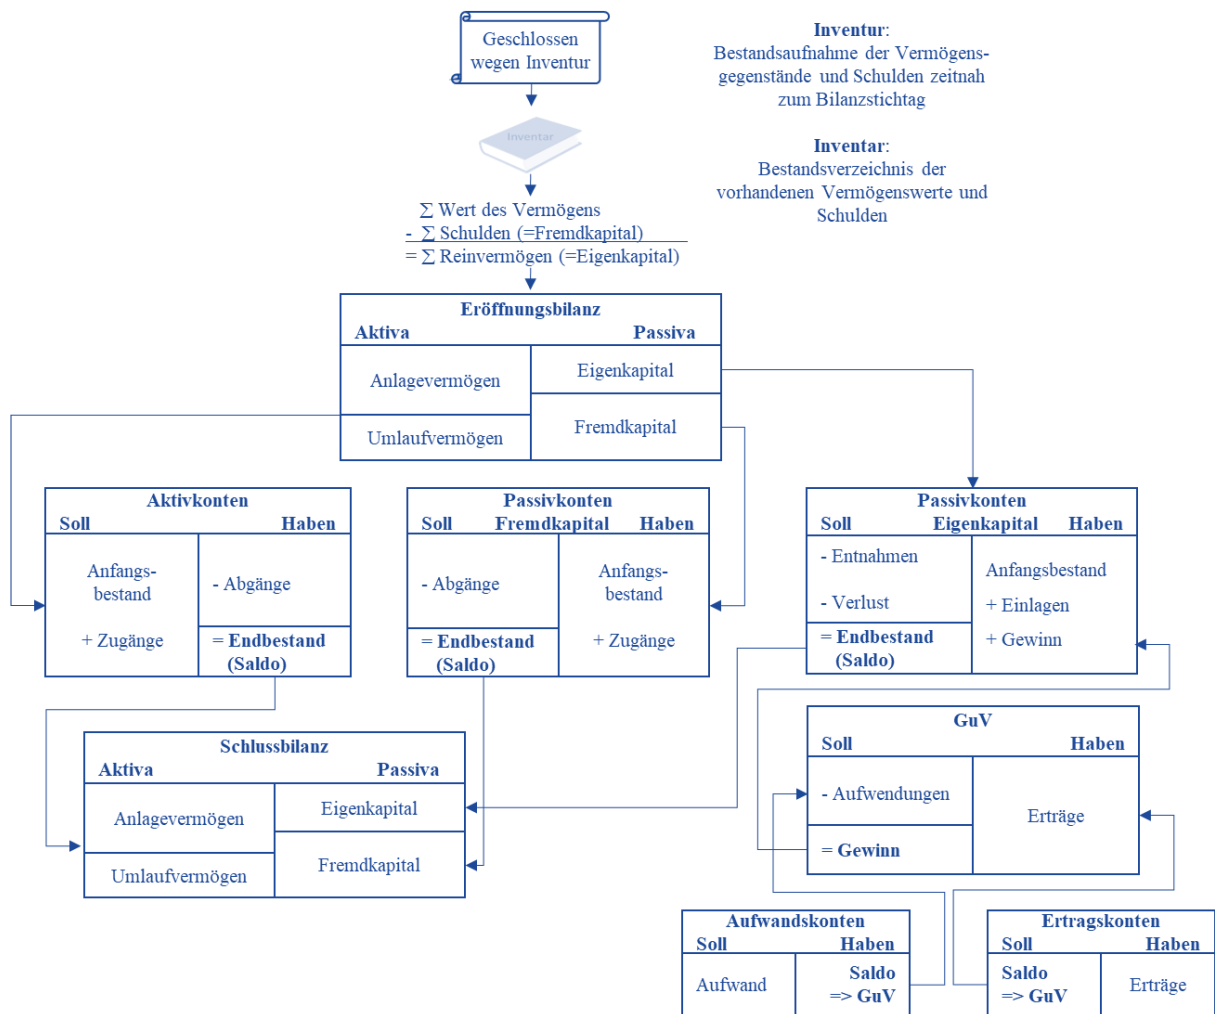 Geschlossen
wegen Inventur
Inventur:
Bestandsaufnahme der Vermögens-
gegenstände und Schulden zeitnah
zum Bilanzstichtag
Inventar
Inventar:
Bestandsverzeichnis der
vorhandenen Vermögenswerte und
Schulden
∑ Wert des Vermögens
- ∑ Schulden (=Fremdkapital)
= ∑ Reinvermögen (=Eigenkapital)
Eröffnungsbilanz
Aktiva Passiva
Anlagevermögen
Umlaufvermögen
Eigenkapital
Fremdkapital
Aktivkonten
Soll Haben
Anfangs-
bestand
+ Zugänge
- Abgänge
= Endbestand
(Saldo)
Passivkonten
Soll Fremdkapital Haben
- Abgänge
= Endbestand
(Saldo)
Anfangs-
bestand
+ Zugänge
Passivkonten
Soll Eigenkapital Haben
- Entnahmen
- Verlust
= Endbestand
(Saldo)
Anfangsbestand
+ Einlagen
+ Gewinn
Schlussbilanz
Aktiva Passiva
Anlagevermögen
Umlaufvermögen
Eigenkapital
Fremdkapital
GuV
Soll Haben
- Aufwendungen
= Gewinn
Erträge
Aufwandskonten
Soll Haben
Aufwand
Saldo
=> GuV
Ertragskonten
Soll Haben
Saldo
=> GuV
Erträge